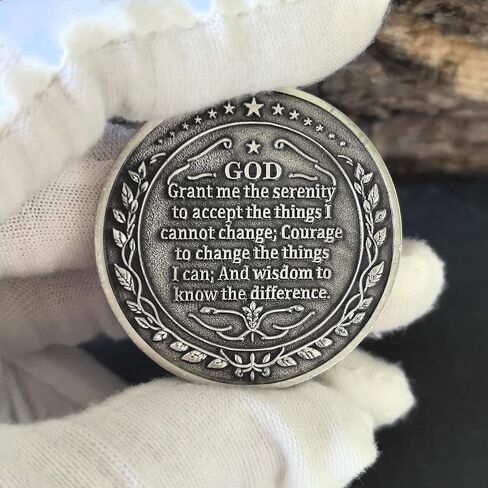 GOD
Grant me the serenity
to accept the things I
cannot change; Courage
to change the things
I can; And wisdom to
know the difference.